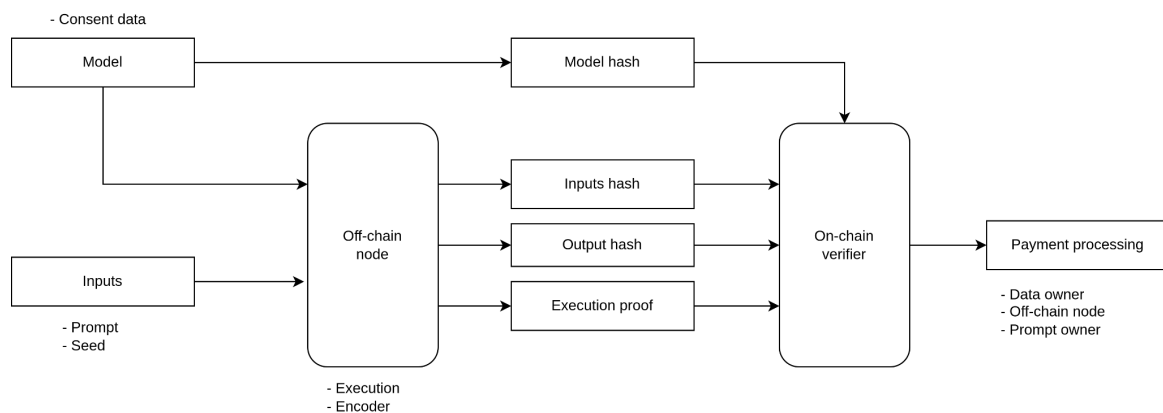 - Consent data
Model
Model hash
Inputs hash
Off-chain
node
Output hash
On-chain
verifier
Payment processing
Inputs
Execution proof
- Data owner
- Off-chain node
- Prompt owner
- Prompt
- Seed
- Execution
- Encoder